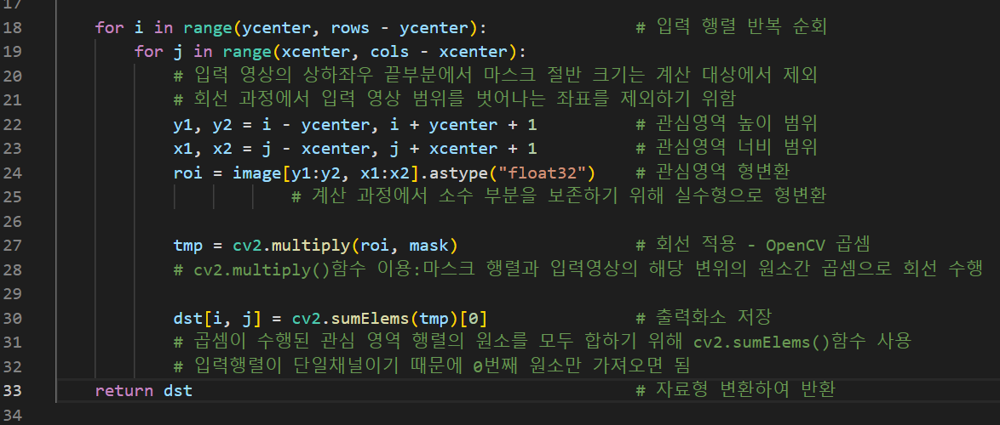 17
18 for i in range(ycenter, rows - ycenter): # 입력 행렬 반복 순회
19 for j in range(xcenter, cols - xcenter):
20 # 입력 영상의 상하좌우 끝부분에서 마스크 절반 크기는 계산 대상에서 제외
21 # 회선 과정에서 입력 영상 범위를 벗어나는 좌표를 제외하기 위함
22 y1, y2 = i - ycenter, i + ycenter + 1 # 관심영역 높이 범위
23 x1, x2 = j - xcenter, j + xcenter + 1 # 관심영역 너비 범위
24 roi = image[y1:y2, x1:x2].astype("float32") # 관심영역 형변환
25 # 계산 과정에서 소수 부분을 보존하기 위해 실수형으로 형변환
26
27 tmp = cv2.multiply(roi, mask) # 회선 적용 - OpenCV 곱셈
28 # cv2.multiply()함수 이용:마스크 행렬과 입력영상의 해당 변위의 원소간 곱셈으로 회선 수행
29
30 dst[i, j] = cv2.sumElems(tmp)[0] # 출력화소 저장
31 # 곱셈이 수행된 관심 영역 행렬의 원소를 모두 합하기 위해 cv2.sumElems()함수 사용
32 # 입력행렬이 단일채널이기 때문에 0번째 원소만 가져오면 됨
33 return dst # 자료형 변환하여 반환
34